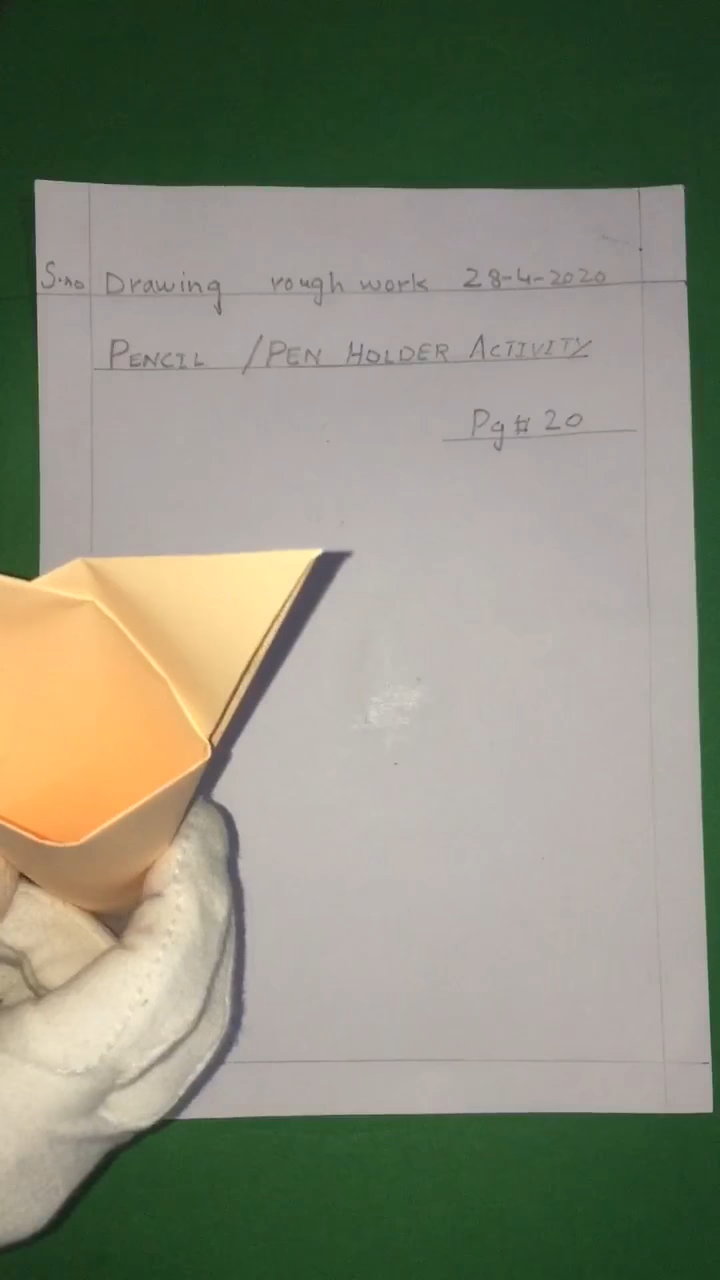 S.no Drawing rough work 28-4-2020
PENCIL /PEN HOLDER ACTIVITY
Pg # 20